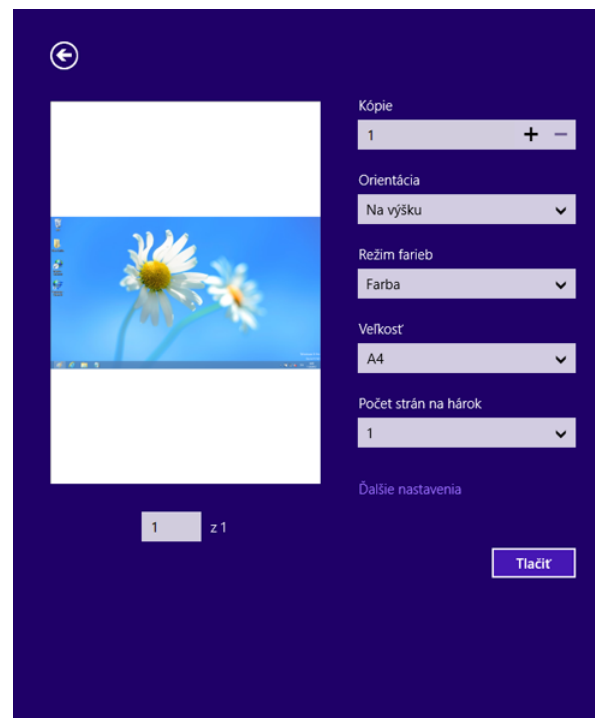 Kópie
1
Orientácia
Na výšku
Režim farieb
Farba
Veľkosť
A4
Počet strán na hárok
1
Ďalšie nastavenia
1 z 1
Tlačiť